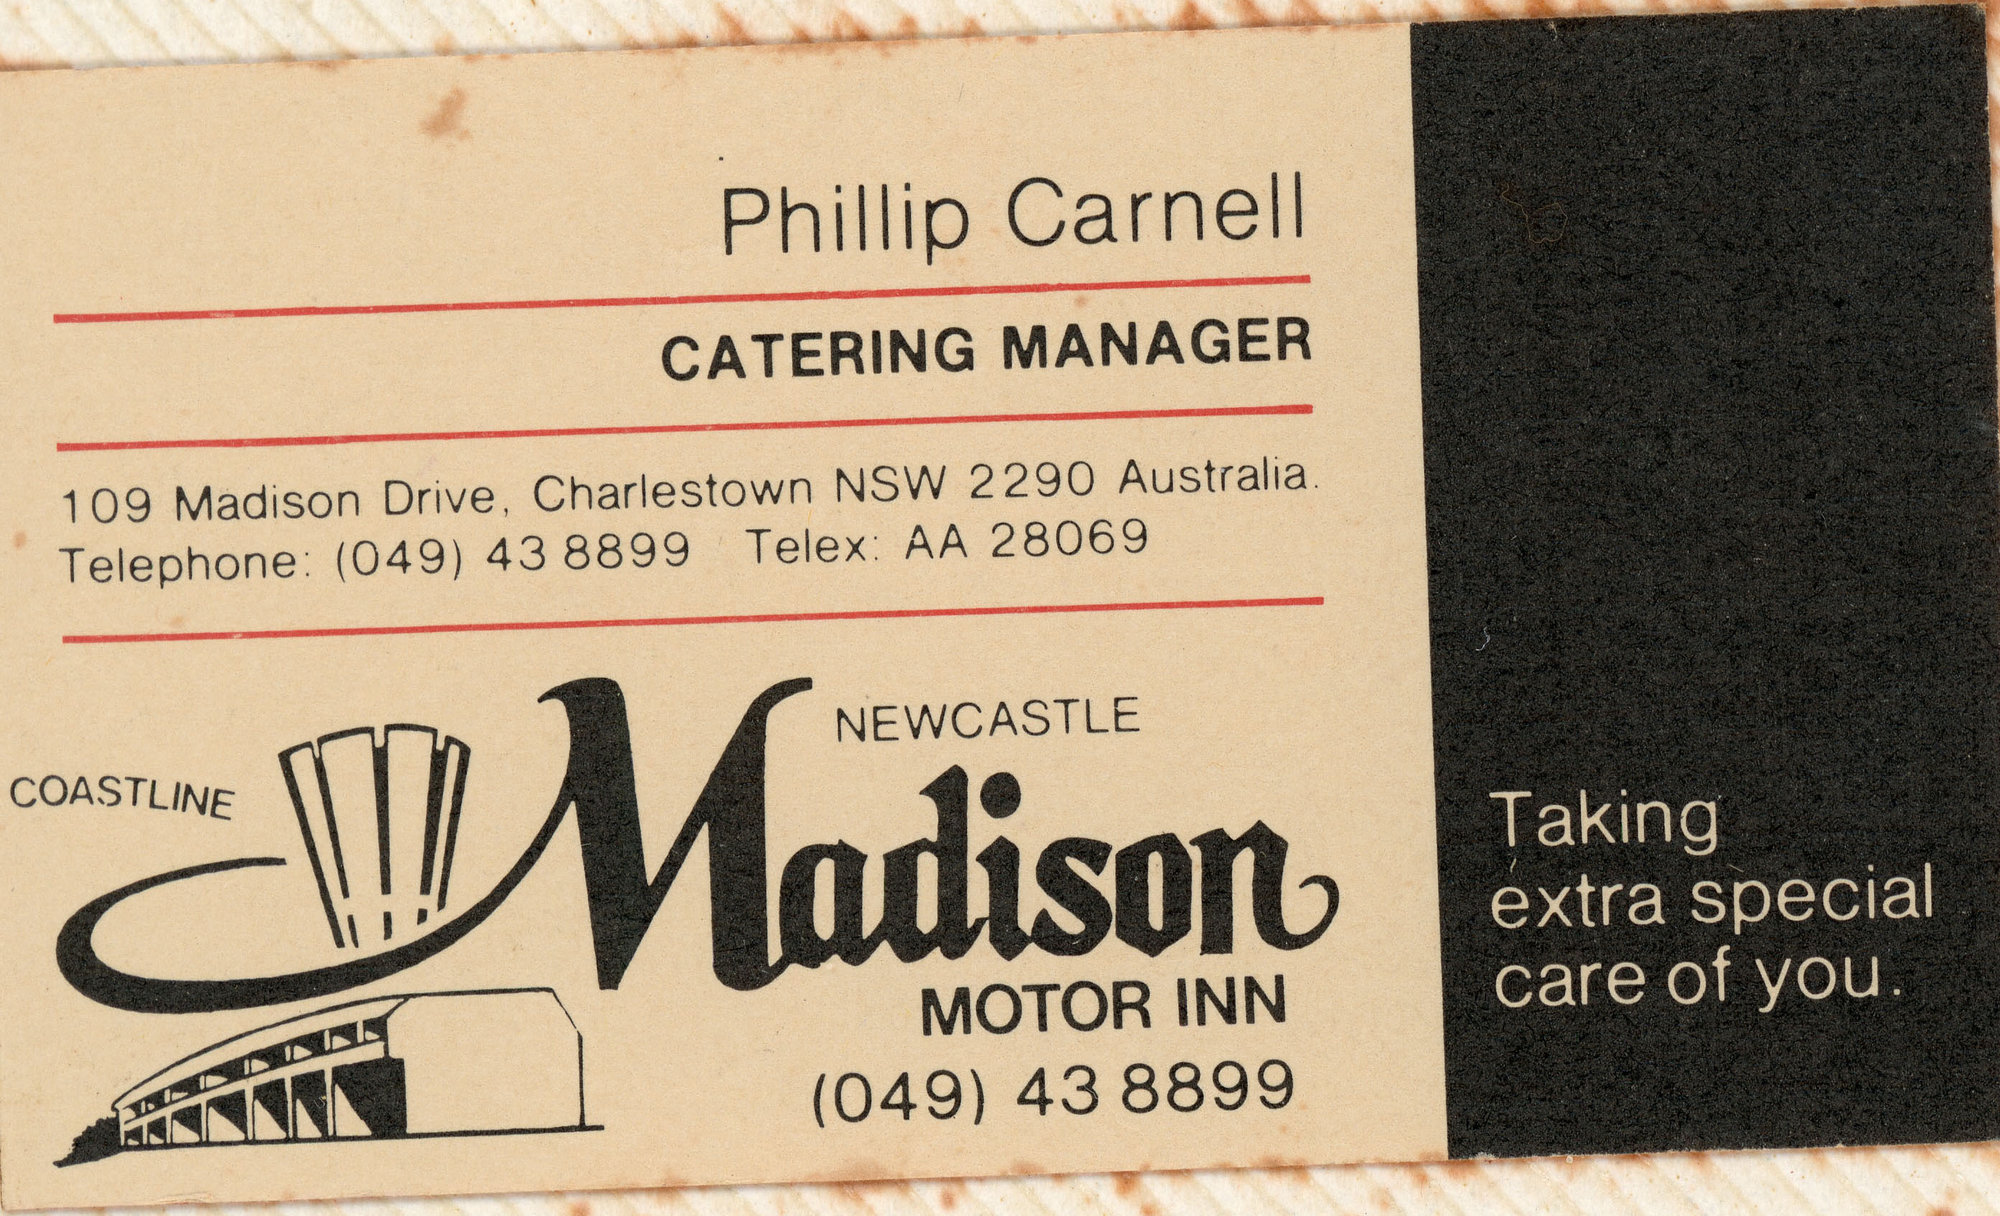 Phillip Carnell
CATERING MANAGER
109 Madison Drive, Charlestown NSW 2290 Australia.
Telephone: (049) 43 8899 Telex: AA 28069
COASTLINE
NEWCASTLE
Madison
MOTOR INN
(049) 43 8899
Taking
extra special
care of you.